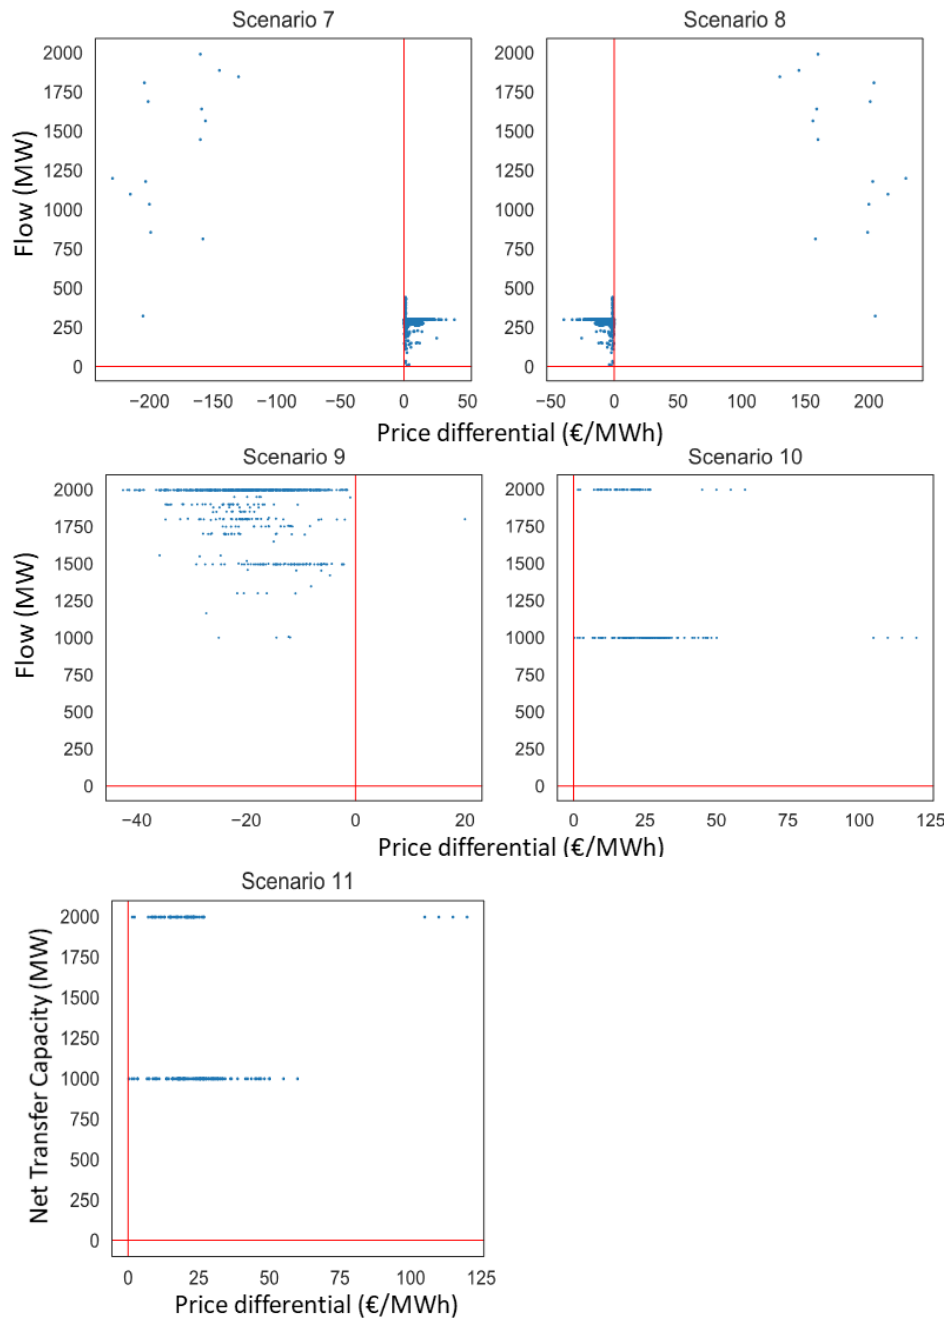 Scenario 7
Scenario 8
Flow (MW)
2000
1750
1500
1250
1000
750
500
250
0
2000
1750
1500
1250
1000
750
500
250
0
−200 −150 −100 −50 0 50
−50 0 50 100 150 200
Price differential (€/MWh)
Scenario 9
Scenario 10
Flow (MW)
2000
1750
1500
1250
1000
750
500
250
0
2000
1750
1500
1250
1000
750
500
250
0
−40 −20 0 20
0 25 50 75 100 125
Price differential (€/MWh)
Scenario 11
Net Transfer Capacity (MW)
2000
1750
1500
1250
1000
750
500
250
0
0 25 50 75 100 125
Price differential (€/MWh)